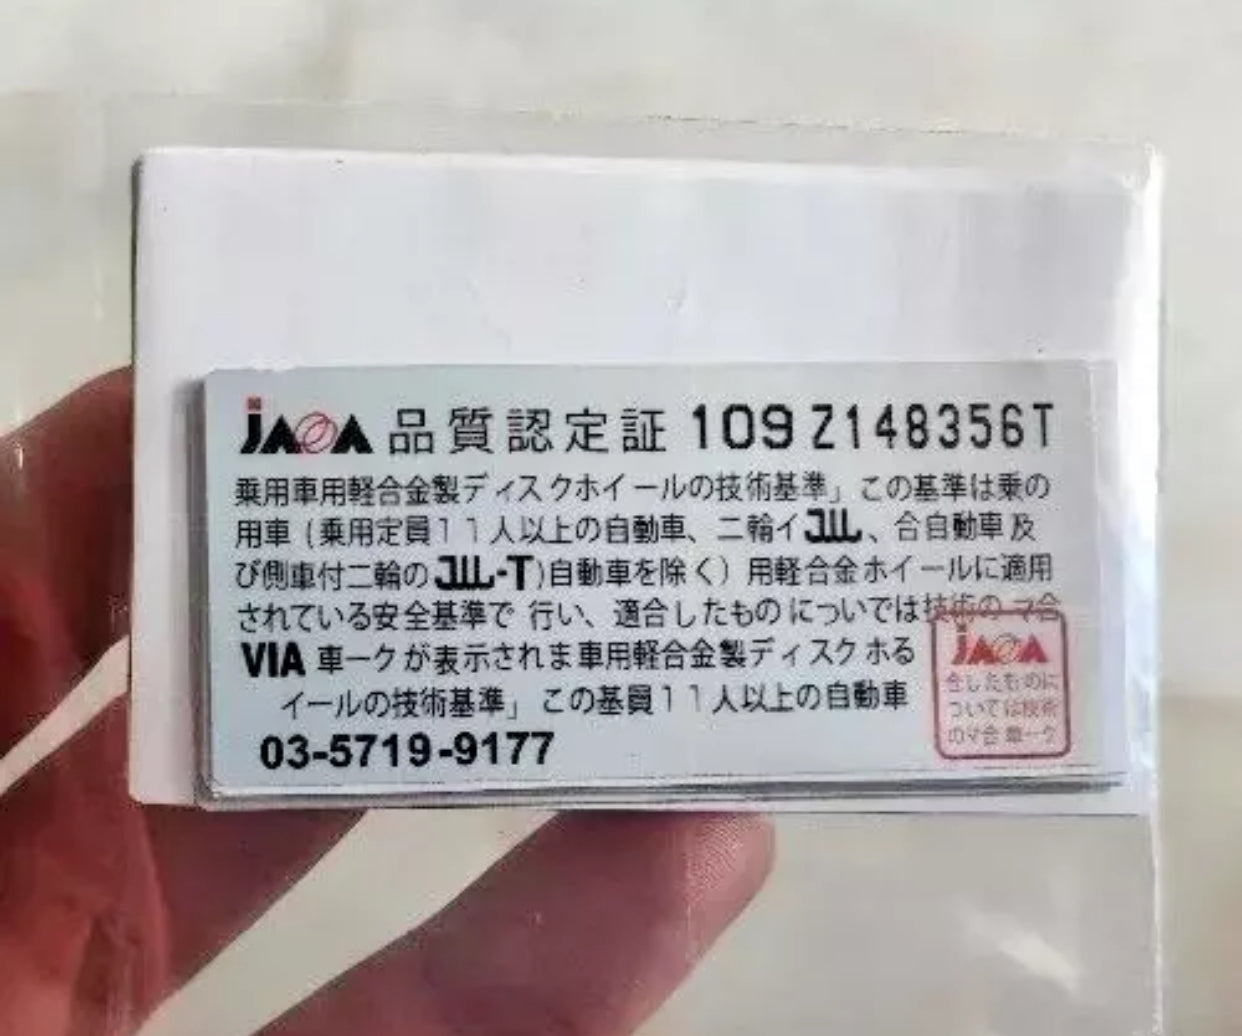 JAWA 品質認定証 109 Z148356T
乗用車用軽合金製ディスクホイールの技術基準」この基準は乗の
用車(乗用定員11人以上の自動車、二輪イJWL、合自動車及
び側車付二輪のJWL-T)自動車を除く)用軽合金ホイールに適用
されている安全基準で 行い、適合したものについでは技術のマ合
VIA 車ークが表示されま車用軽合金製ディスクホる
イールの技術基準」この基員11人以上の自動車
03-5719-9177
JAWA
合したものに
ついては技術
のマ合 車ーク